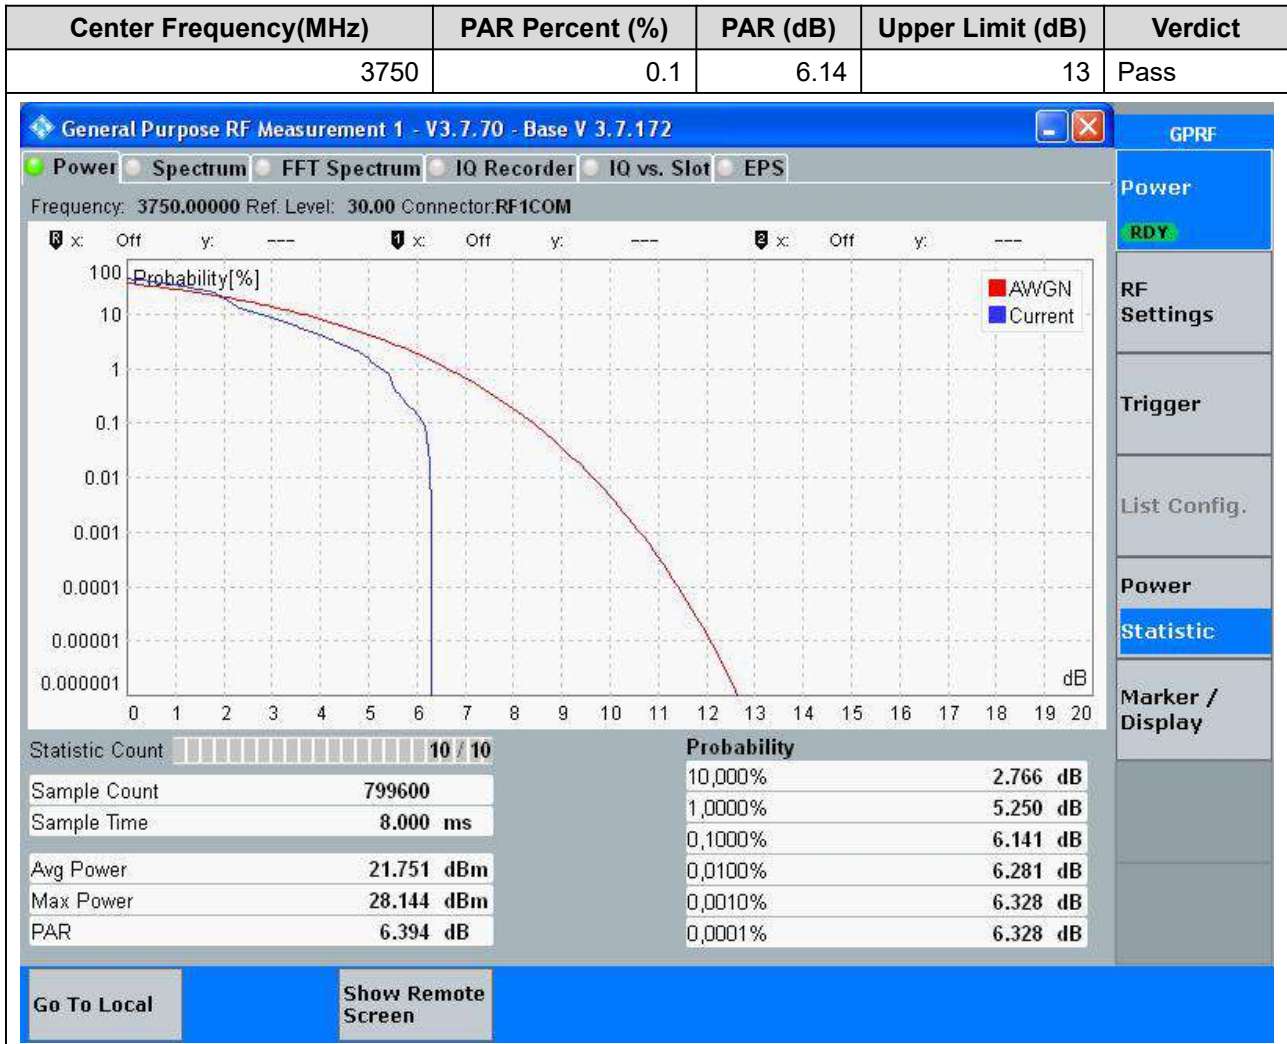 Center Frequency(MHz) PAR Percent (%) PAR (dB) Upper Limit (dB) Verdict
3750 0.1 6.14 13 Pass
General Purpose RF Measurement 1 - V3.7.70 - Base V 3.7.172
GPRF
Power Spectrum FFT Spectrum IQ Recorder IQ vs. Slot EPS
Power
RDY
Frequency: 3750.00000 Ref. Level: 30.00 Connector:RF1COM
R x: Off y: --- 1 x: Off y: --- 2 x: Off y: ---
100 Probability[%]
AWGN
Current
10
1
0.1
0.01
0.001
0.0001
0.00001
0.000001
dB
0 1 2 3 4 5 6 7 8 9 10 11 12 13 14 15 16 17 18 19 20
RF
Settings
Trigger
List Config.
Power
Statistic
Marker /
Display
Statistic Count 10 / 10
Sample Count 799600
Sample Time 8.000 ms
Avg Power 21.751 dBm
Max Power 28.144 dBm
PAR 6.394 dB
Probability
10,000% 2.766 dB
1,0000% 5.250 dB
0,1000% 6.141 dB
0,0100% 6.281 dB
0,0010% 6.328 dB
0,0001% 6.328 dB
Go To Local
Show Remote
Screen